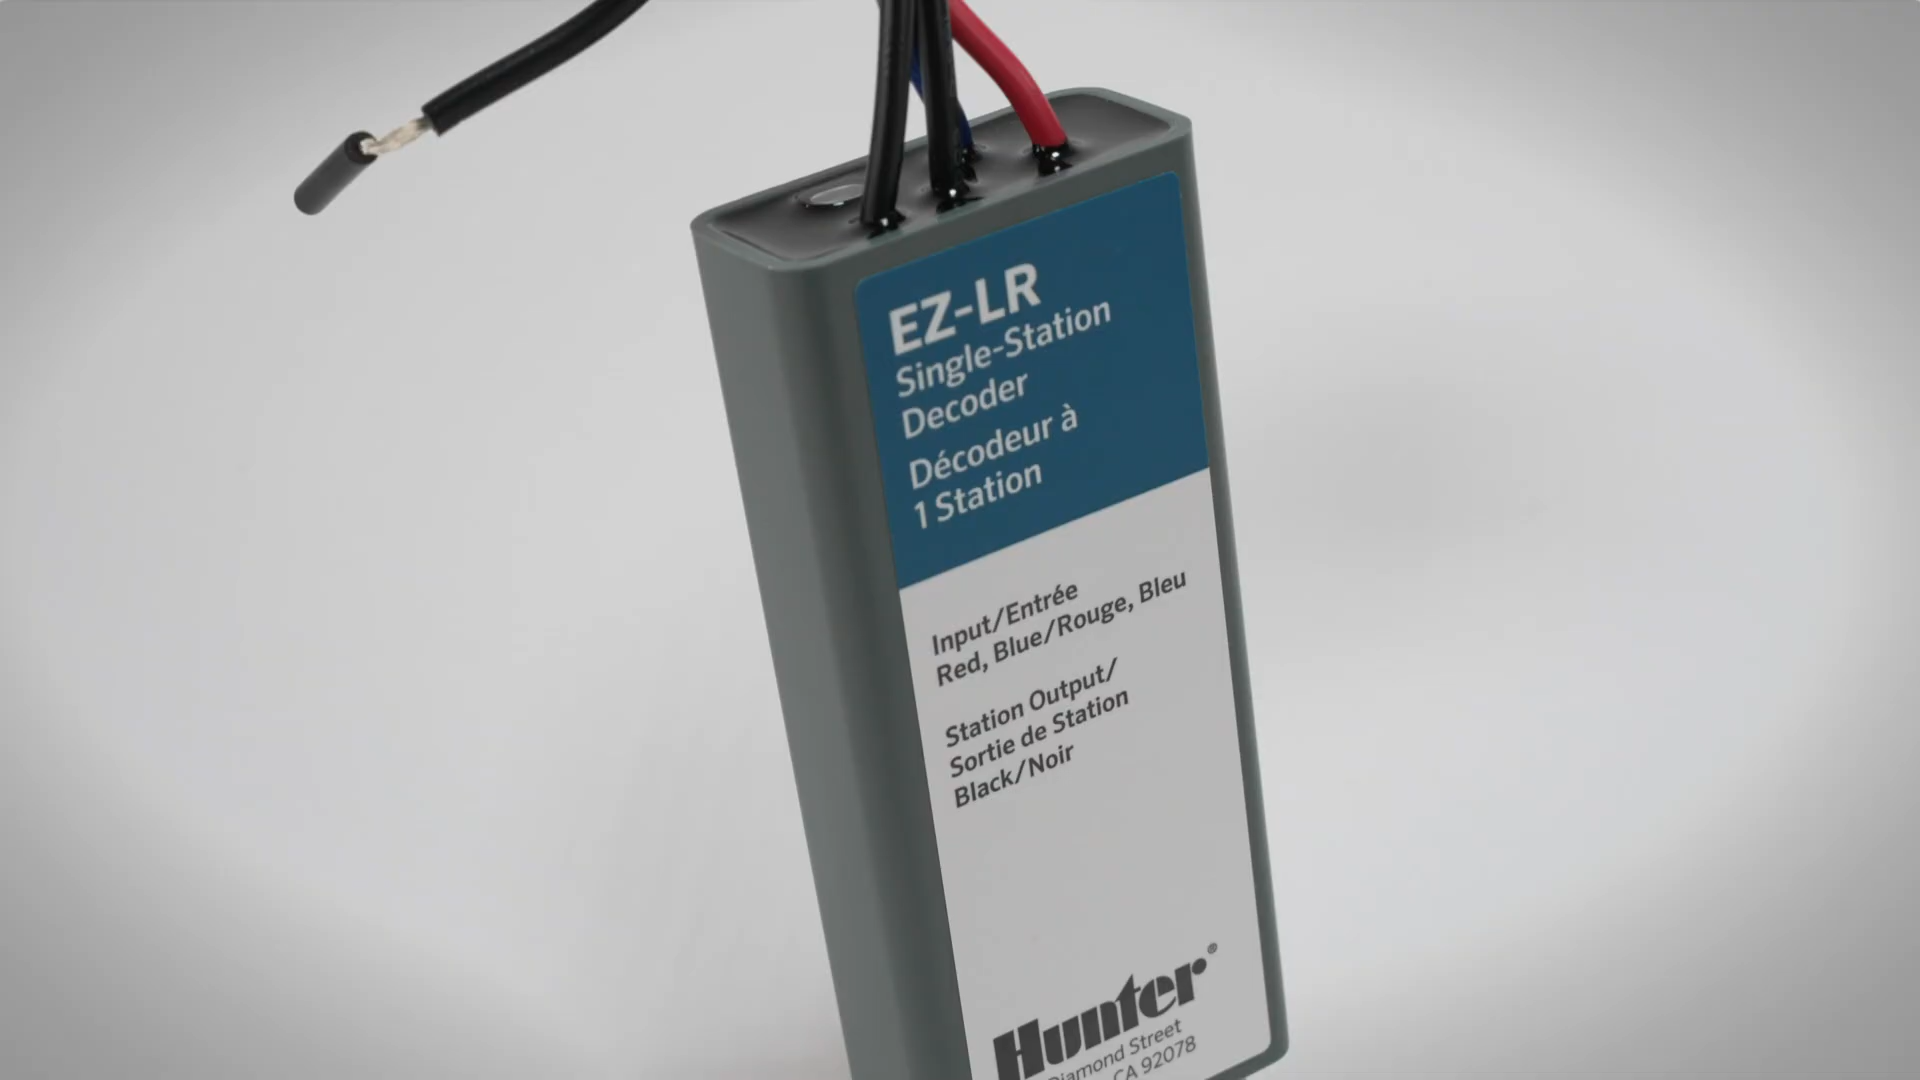 EZ-LR
Single-Station
Decoder
Décodeur à
1 Station
Input/Entrée
Red, Blue/Rouge, Bleu
Station Output/
Sortie de Station
Black/Noir
Hunter®
Diamond Street
CA 92078